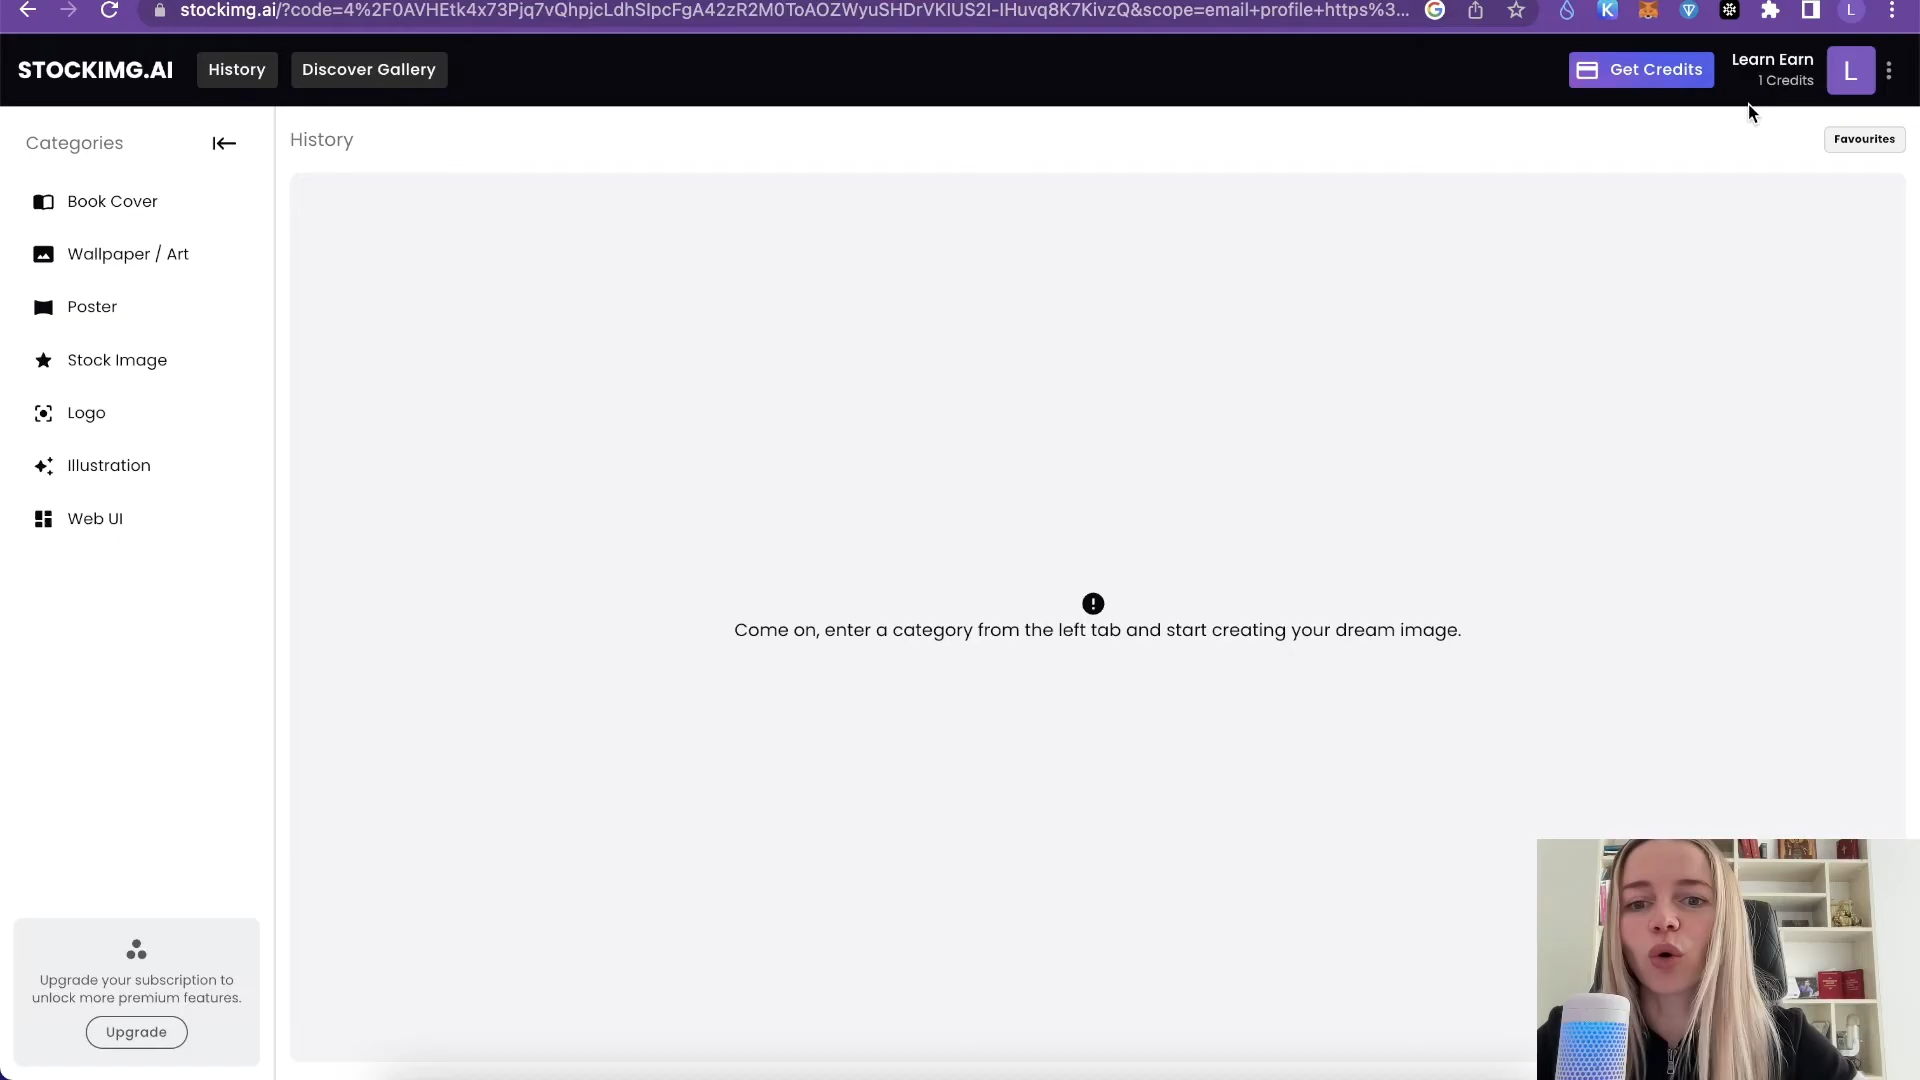 stockimg.ai/?code=4%2F0AVHEtk4x73Pjq7vQhpjcLdhSIpcFgA42zR2M0ToAOZWyuSHDrVKIUS2I-IHuvq8K7KivzQ&scope=email+profile+https%3...
STOCKIMG.AI
History
Discover Gallery
Get Credits
Learn Earn
1 Credits
L
Categories
History
Favourites
Book Cover
Wallpaper / Art
Poster
Stock Image
Logo
Illustration
Web UI
Come on, enter a category from the left tab and start creating your dream image.
Upgrade your subscription to
unlock more premium features.
Upgrade